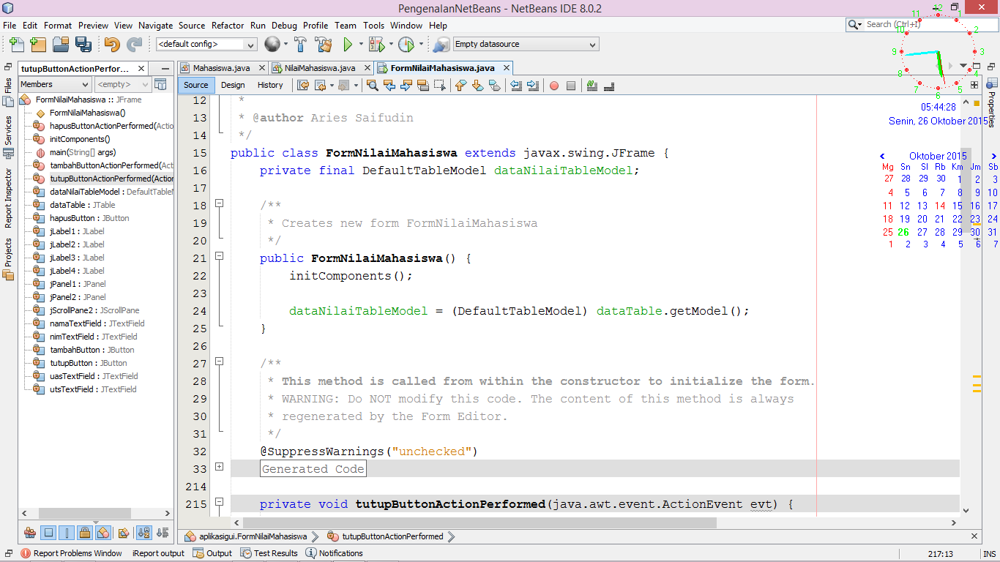 PengenalanNetBeans - NetBeans IDE 8.0.2
File Edit Format Preview View Navigate Source Refactor Run Debug Profile Team Tools Window Help
Search (Ctrl+I)
<default config>
Empty datasource
12
11
1
10
2
9
3
8
4
7
5
6
05:44:28
Senin, 26 Oktober 2015
Oktober 2015
Mg Sn Sl Rb Km Jm Sb
27 28 29 30 1 2 3
4 5 6 7 8 9 10
11 12 13 14 15 16 17
18 19 20 21 22 23 24
25 26 27 28 29 30 31
1 2 3 4 5 6 7
Properties
Files
Services
Report Inspector
Projects
tutupButtonActionPerfor...
Members
<empty>
FormNilaiMahasiswa :: JFrame
FormNilaiMahasiswa()
hapusButtonActionPerformed(Actio
initComponents()
main(String[] args)
tambahButtonActionPerformed(Act
tutupButtonActionPerformed(Action
dataNilaiTableModel : DefaultTableM
dataTable : JTable
hapusButton : JButton
jLabel1 : JLabel
jLabel2 : JLabel
jLabel3 : JLabel
jLabel4 : JLabel
jPanel1 : JPanel
jPanel2 : JPanel
jScrollPane2 : JScrollPane
namaTextField : JTextField
nimTextField : JTextField
tambahButton : JButton
tutupButton : JButton
uasTextField : JTextField
utsTextField : JTextField
Mahasiswa.java
NilaiMahasiswa.java
FormNilaiMahasiswa.java
Source Design History
12 *
13 * @author Aries Saifudin
14 */
15 public class FormNilaiMahasiswa extends javax.swing.JFrame {
16 private final DefaultTableModel dataNilaiTableModel;
17
18 /**
19 * Creates new form FormNilaiMahasiswa
20 */
21 public FormNilaiMahasiswa() {
22 initComponents();
23
24 dataNilaiTableModel = (DefaultTableModel) dataTable.getModel();
25 }
26
27 /**
28 * This method is called from within the constructor to initialize the form.
29 * WARNING: Do NOT modify this code. The content of this method is always
30 * regenerated by the Form Editor.
31 */
32 @SuppressWarnings("unchecked")
33 Generated Code
214
215 private void tutupButtonActionPerformed(java.awt.event.ActionEvent evt) {
aplikasigui.FormNilaiMahasiswa
tutupButtonActionPerformed
Report Problems Window
iReport output
Output
Test Results
Notifications
217:13
INS